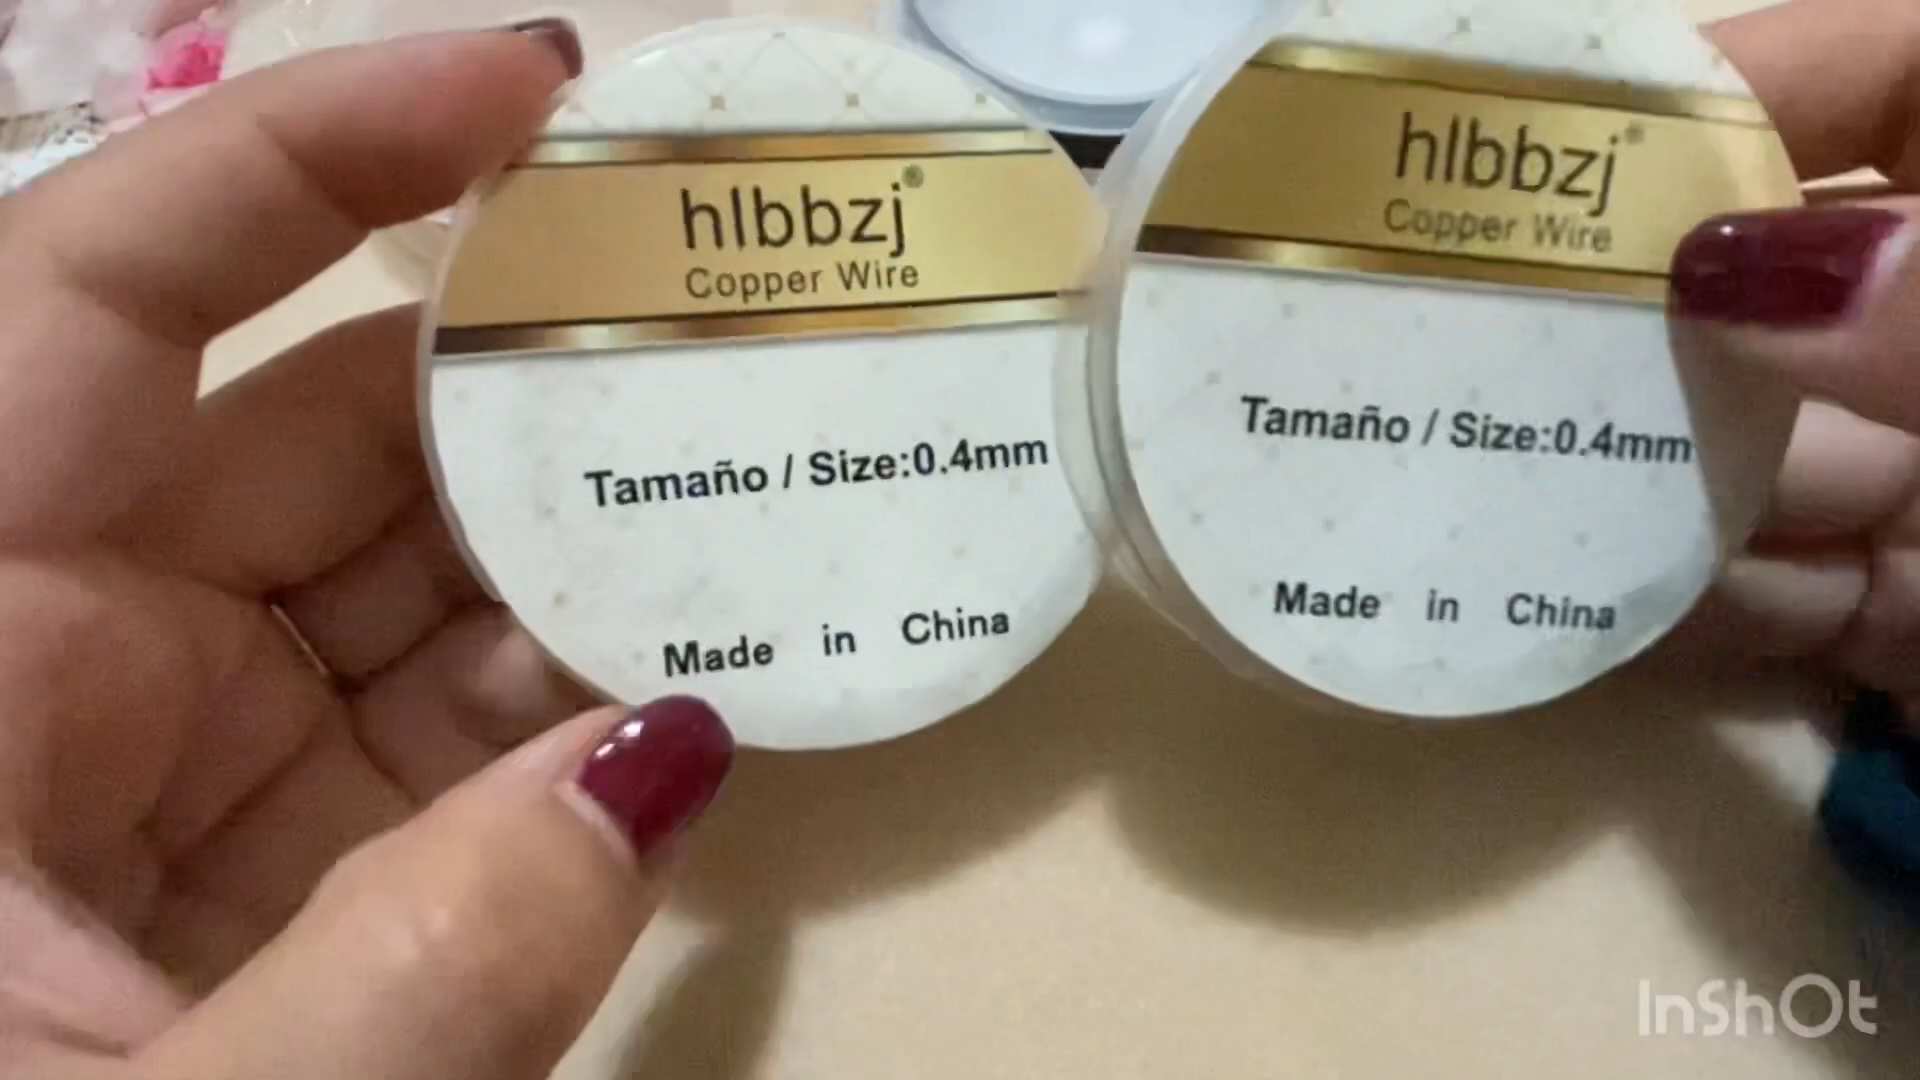 hlbbzj®
Copper Wire
Tamaño / Size:0.4mm
Made in China
hlbbzj®
Copper Wire
Tamaño / Size:0.4mm
Made in China
InShOt